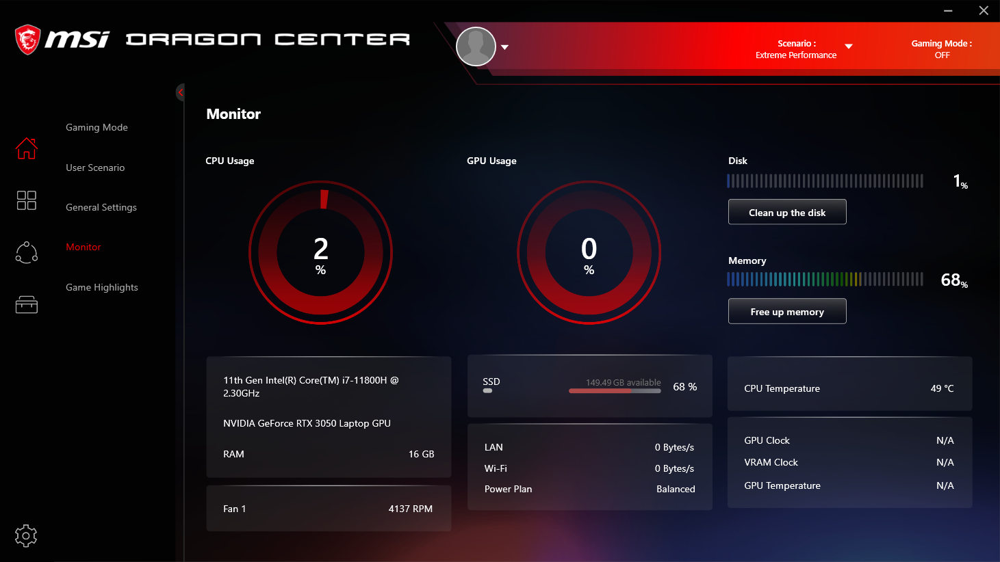 msi DRAGON CENTER
Scenario :
Extreme Performance
Gaming Mode :
OFF
Gaming Mode
User Scenario
General Settings
Monitor
Game Highlights
Monitor
CPU Usage
2
%
GPU Usage
0
%
Disk
1%
Clean up the disk
Memory
68%
Free up memory
11th Gen Intel(R) Core(TM) i7-11800H @
2.30GHz
NVIDIA GeForce RTX 3050 Laptop GPU
RAM 16 GB
Fan 1 4137 RPM
SSD 149.49 GB available 68 %
LAN 0 Bytes/s
Wi-Fi 0 Bytes/s
Power Plan Balanced
CPU Temperature 49 °C
GPU Clock N/A
VRAM Clock N/A
GPU Temperature N/A